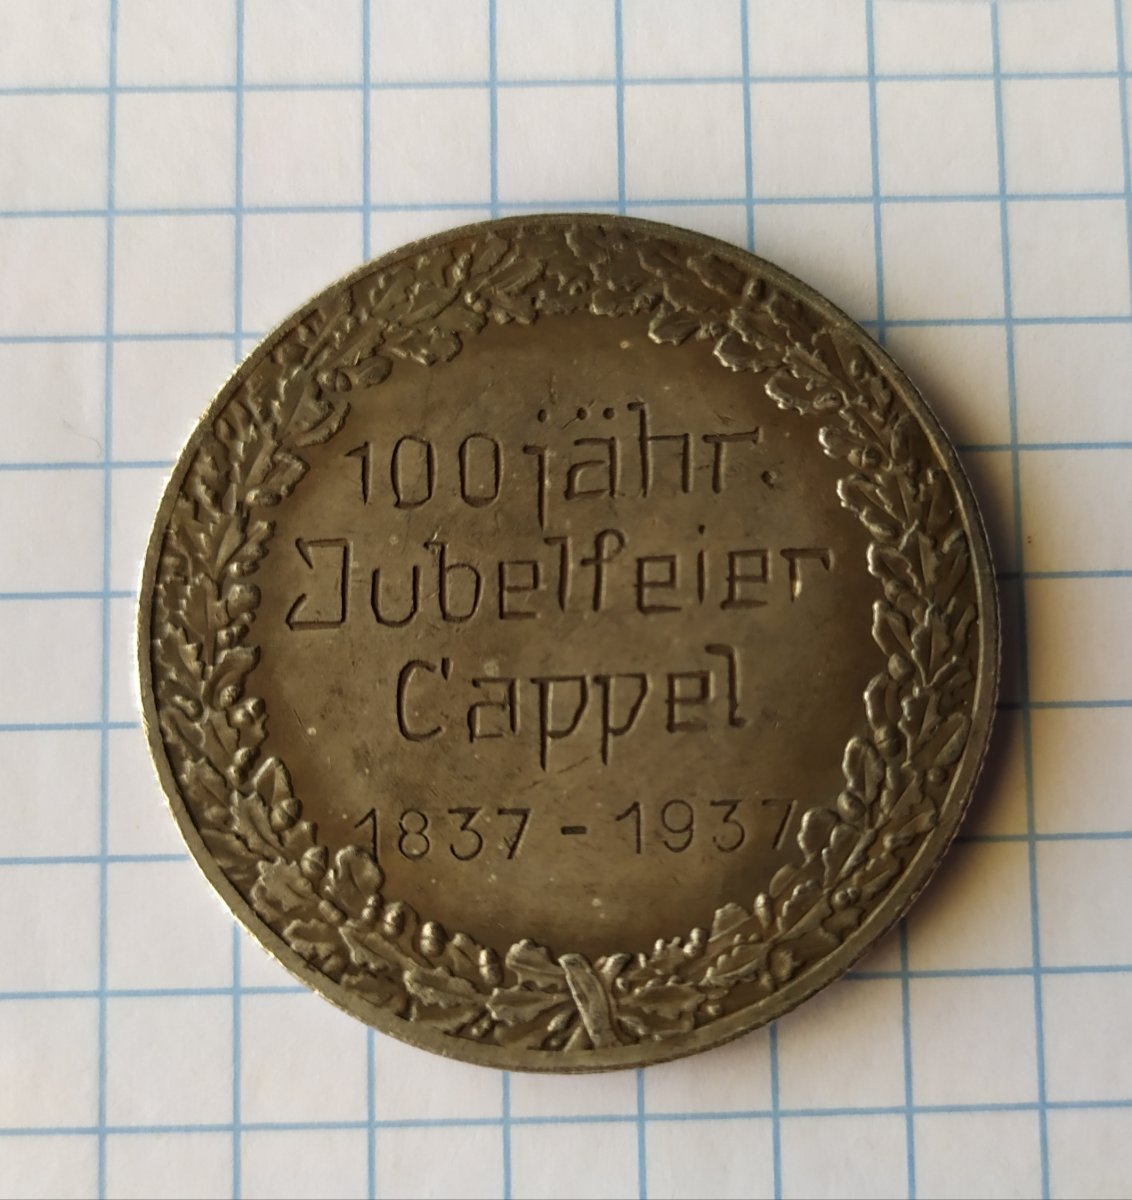 100jähr.
Jubelfeier
Cappel
1837 - 1937